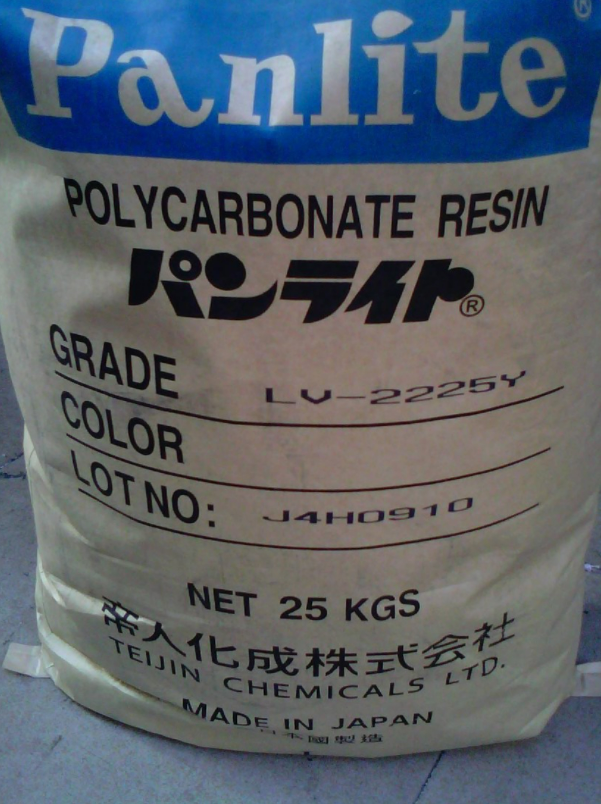 Panlite®
POLYCARBONATE RESIN
パンライト®
GRADE LV-2225Y
COLOR
LOT NO: J4H0910
NET 25 KGS
帝人化成株式会社
TEIJIN CHEMICALS LTD.
MADE IN JAPAN
日本國製造